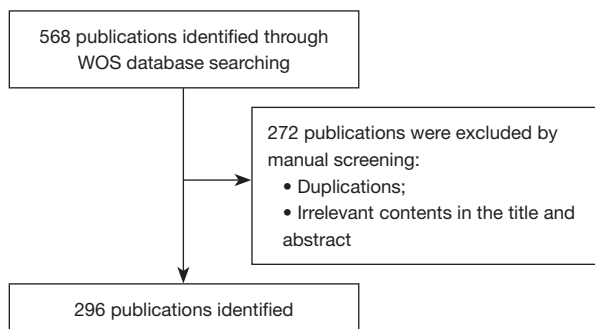 568 publications identified through
WOS database searching
272 publications were excluded by
manual screening:
• Duplications;
• Irrelevant contents in the title and
abstract
296 publications identified